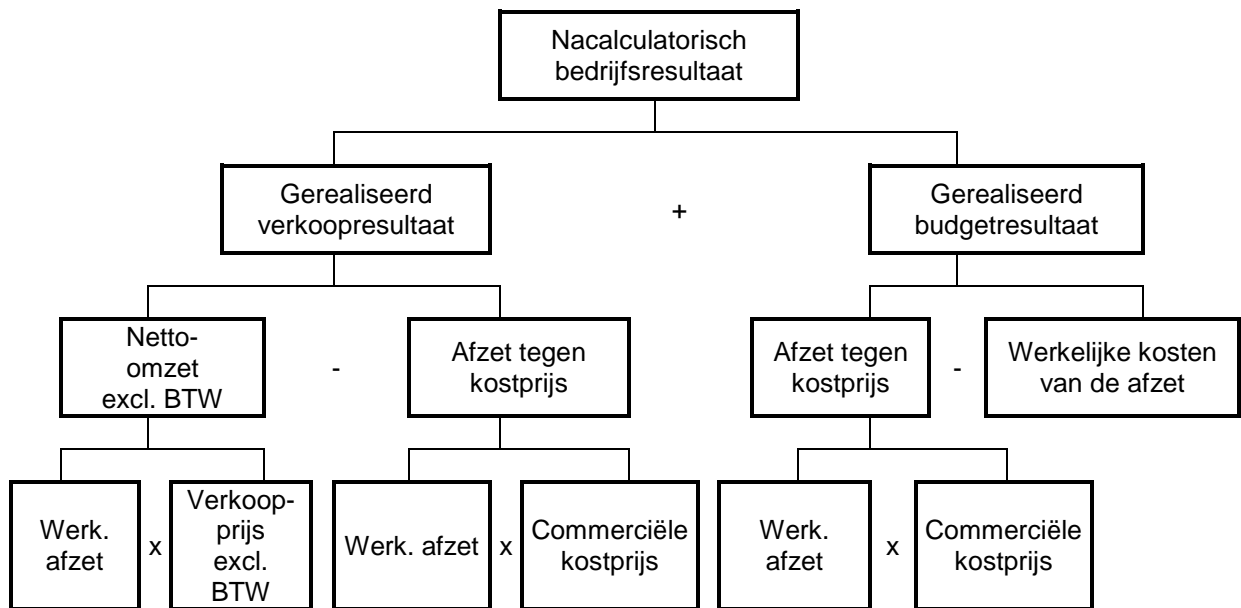 Nacalculatorisch
bedrijfsresultaat
Gerealiseerd
verkoopresultaat
+
Gerealiseerd
budgetresultaat
Netto-
omzet
excl. BTW
-
Afzet tegen
kostprijs
Afzet tegen
kostprijs
-
Werkelijke kosten
van de afzet
Werk.
afzet
x
Verkoop-
prijs
excl.
BTW
Werk. afzet
x
Commerciële
kostprijs
Werk.
afzet
x
Commerciële
kostprijs